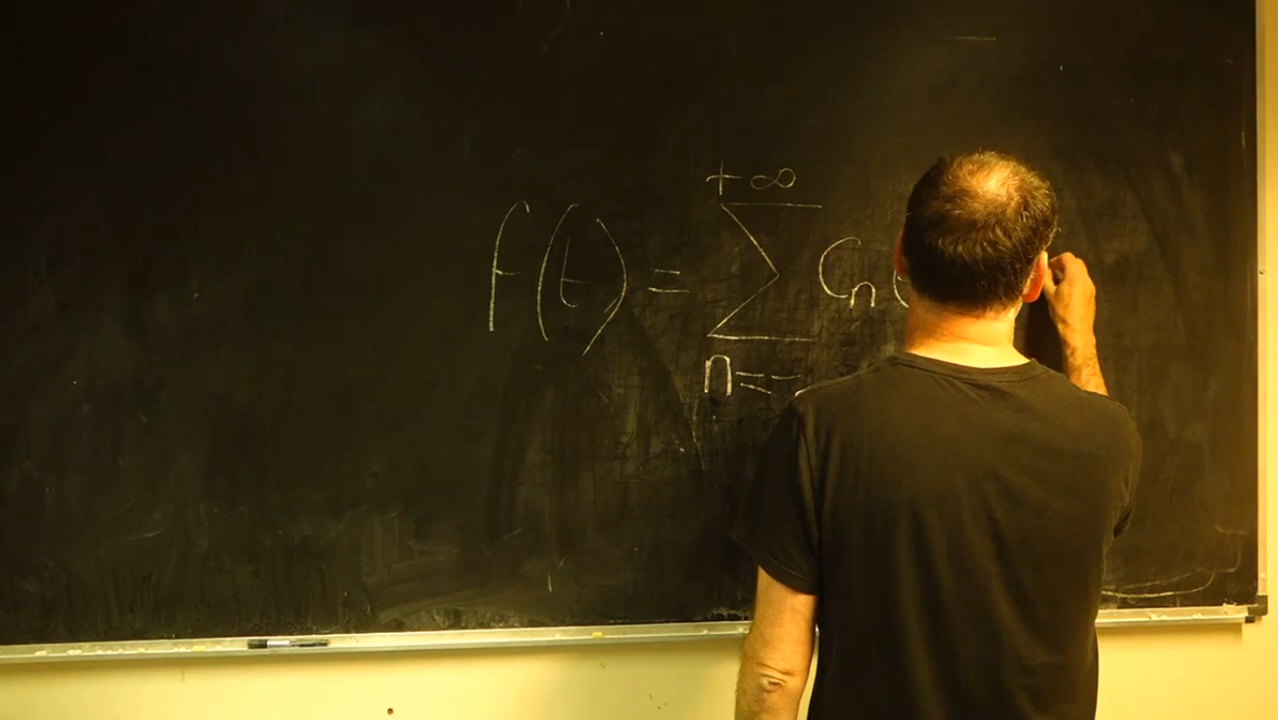 +∞
f(t) = Σ Cn
n=-